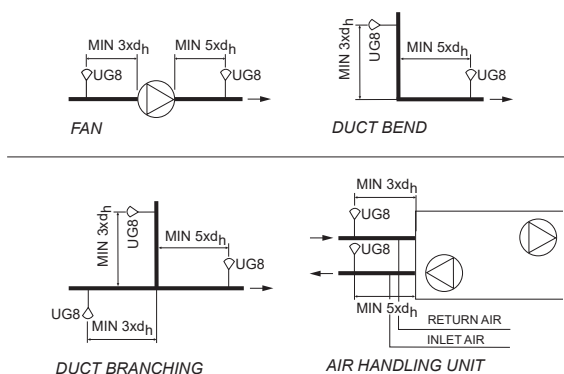 MIN 3xdh
MIN 5xdh
UG8
UG8
FAN
MIN 3xdh
UG8
MIN 5xdh
UG8
DUCT BEND
MIN 3xdh
UG8
MIN 5xdh
UG8
UG8
MIN 3xdh
DUCT BRANCHING
MIN 3xdh
UG8
UG8
MIN 5xdh
RETURN AIR
INLET AIR
AIR HANDLING UNIT